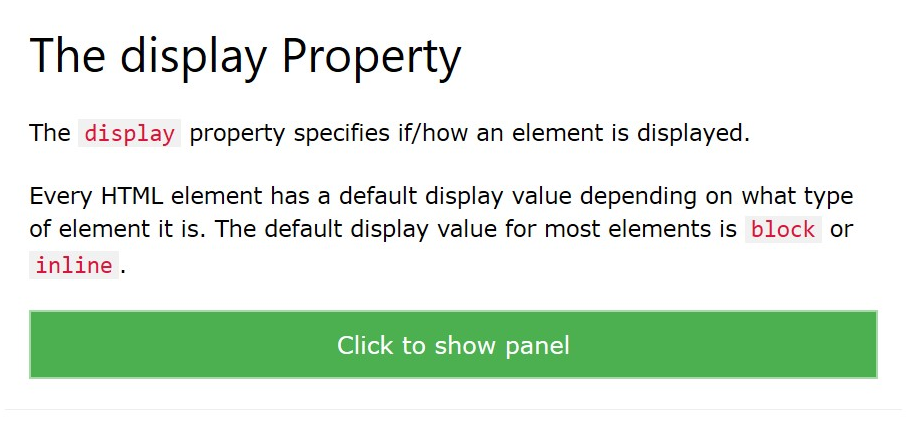 The display Property
The display property specifies if/how an element is displayed.
Every HTML element has a default display value depending on what type
of element it is. The default display value for most elements is block or
inline.
Click to show panel